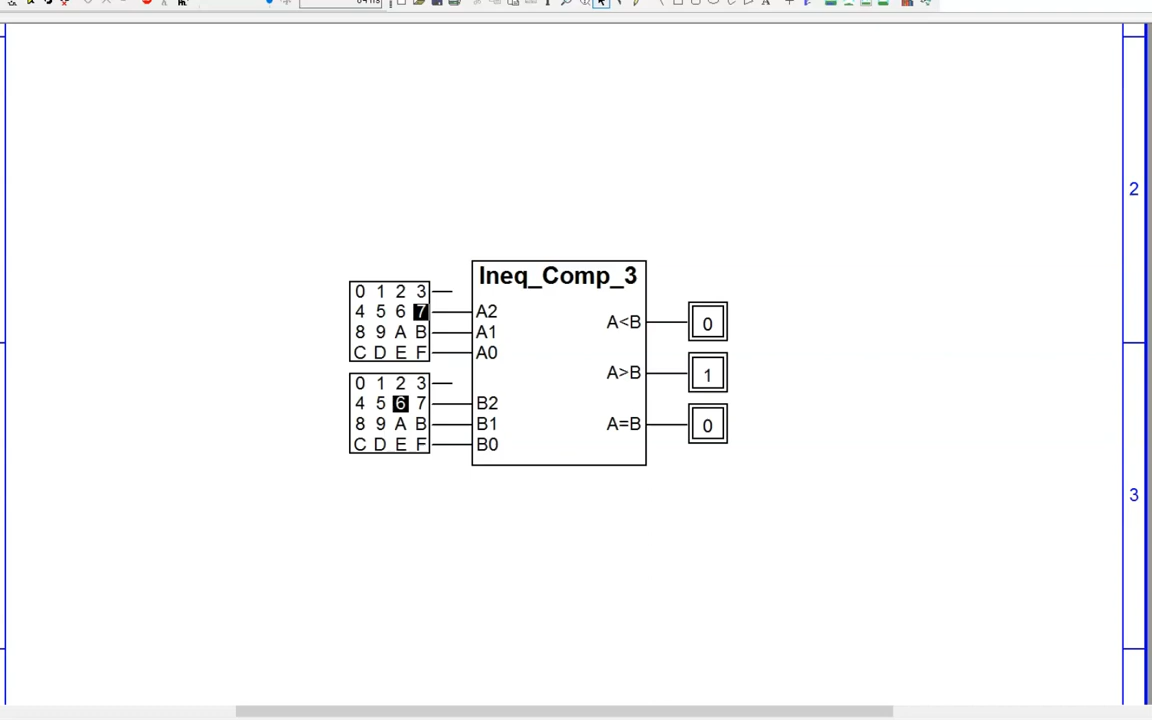 2
Ineq_Comp_3
0 1 2 3
4 5 6 7 A2
8 9 A B A1
C D E F A0
A<B 0
A>B 1
0 1 2 3
4 5 6 7 B2
8 9 A B B1
C D E F B0
A=B 0
3